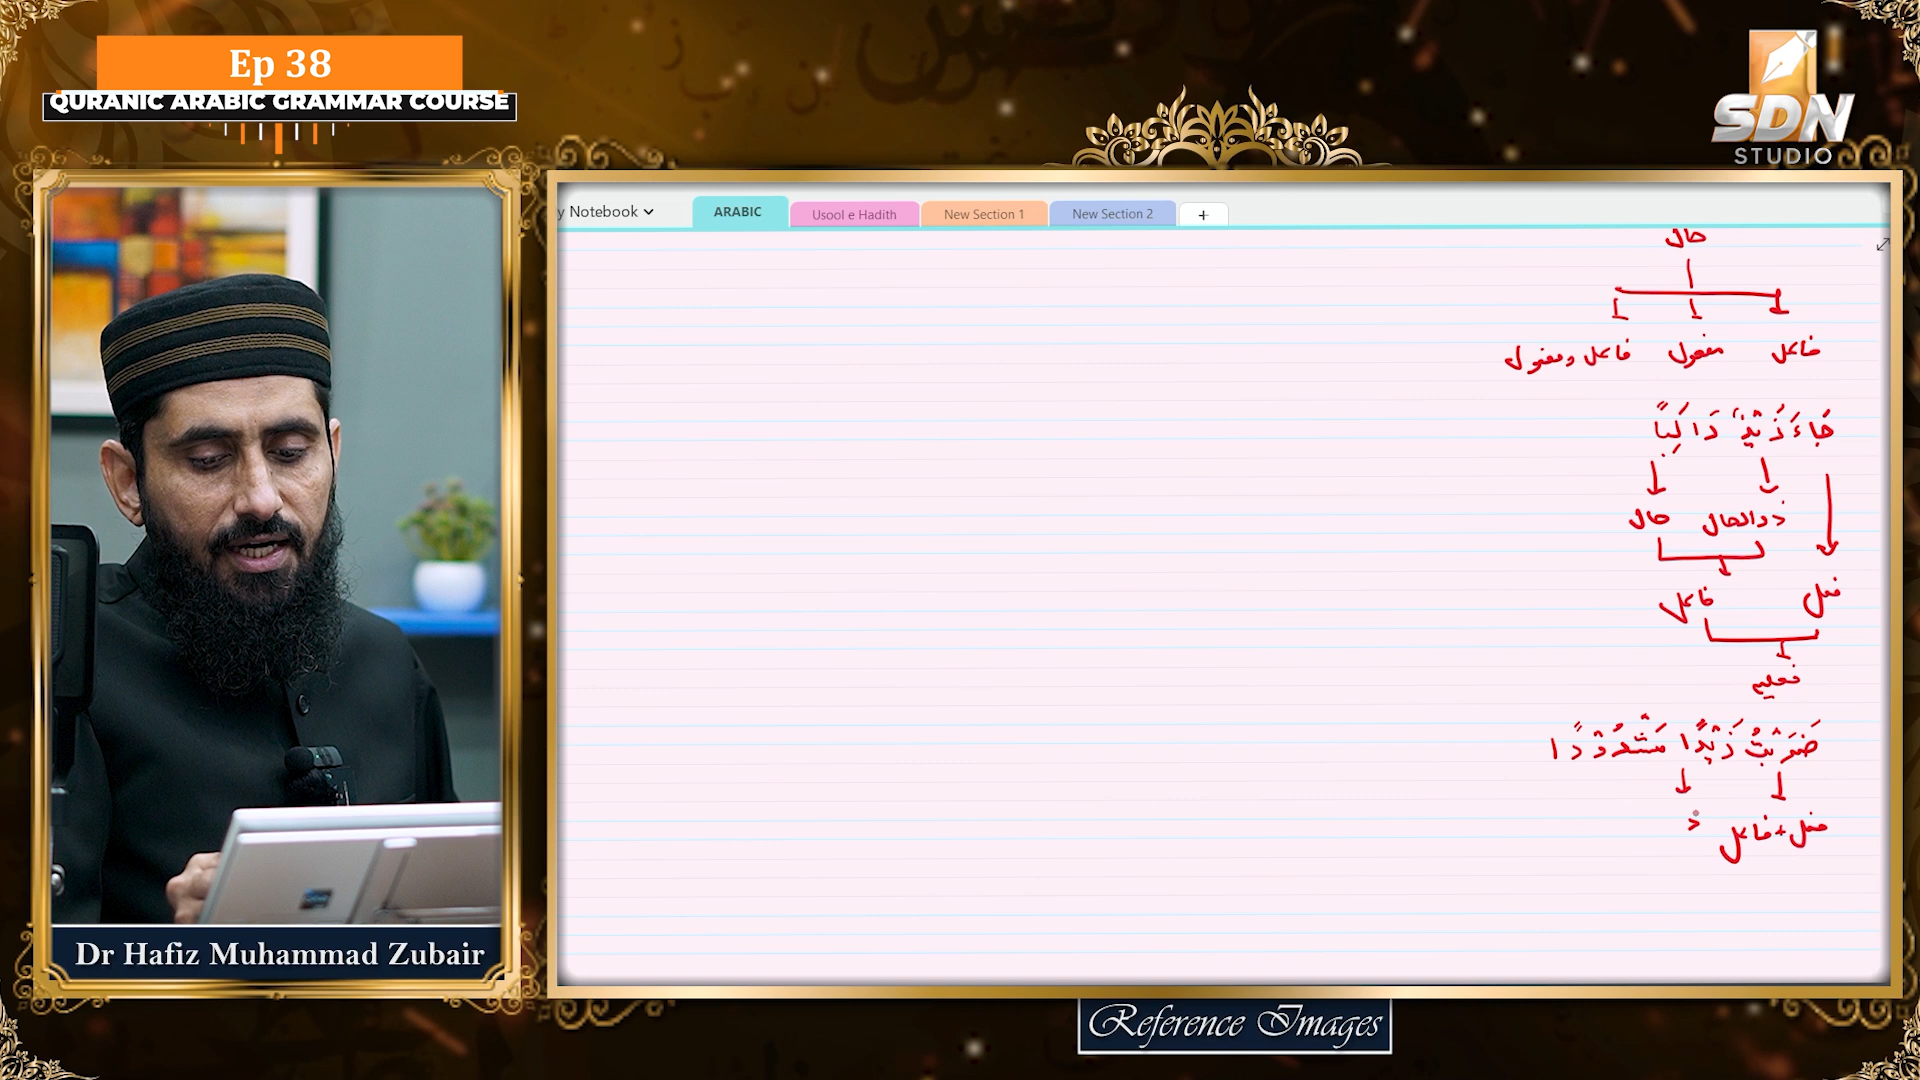 Ep 38
QURANIC ARABIC GRAMMAR COURSE
SDN
STUDIO
y Notebook
ARABIC
Usool e Hadith
New Section 1
New Section 2
+
حال
فاعل مفعول فاعل ومفعول
جَاءَ زَيْدٌ رَاكِبًا
ذوالحال حال
فعل فاعل
فعلیہ
ضَرَبْتُ زَيْدًا مَشْدُوْدًا
فعل+فاعل
Dr Hafiz Muhammad Zubair
Reference Images